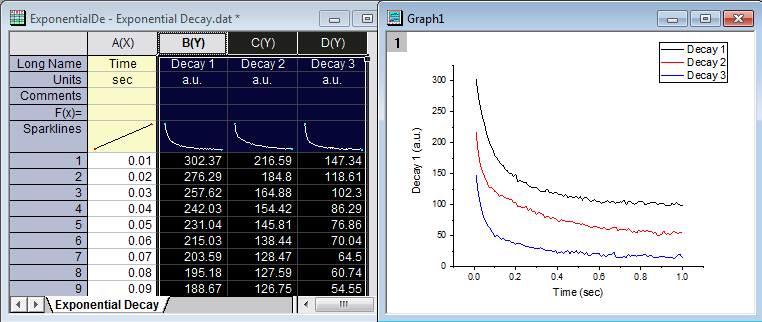 ExponentialDe - Exponential Decay.dat *
A(X) B(Y) C(Y) D(Y)
Long Name Time Decay 1 Decay 2 Decay 3
Units sec a.u. a.u. a.u.
Comments
F(x)=
Sparklines
1 0.01 302.37 216.59 147.34
2 0.02 276.29 184.8 118.61
3 0.03 257.62 164.88 102.3
4 0.04 242.03 154.42 86.29
5 0.05 231.04 145.81 76.86
6 0.06 215.03 138.44 70.04
7 0.07 203.59 128.47 64.5
8 0.08 195.18 127.59 60.74
9 0.09 188.67 126.75 54.55
Exponential Decay
Graph1
1
Decay 1
Decay 2
Decay 3
300
250
200
150
100
50
0
Decay 1 (a.u.)
0.0 0.2 0.4 0.6 0.8 1.0
Time (sec)